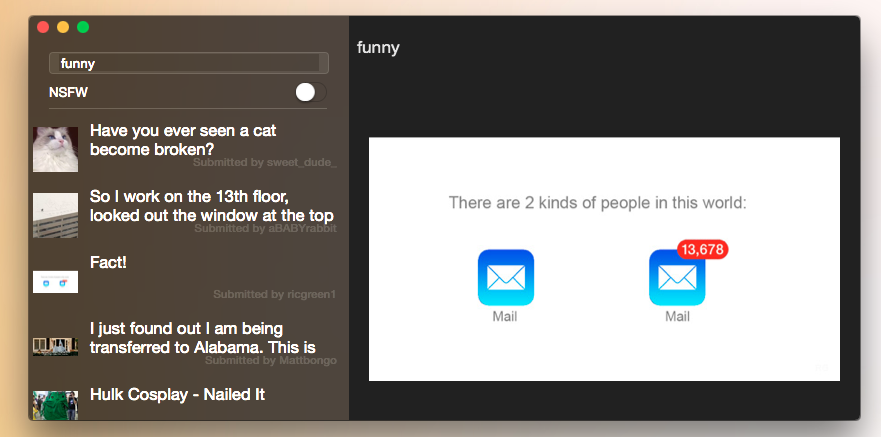 funny
NSFW
Have you ever seen a cat
become broken?
Submitted by sweet_dude_
So I work on the 13th floor,
looked out the window at the top
Submitted by aBABYrabbit
Fact!
Submitted by ricgreen1
I just found out I am being
transferred to Alabama. This is
Submitted by Mattbongo
Hulk Cosplay - Nailed It
funny
There are 2 kinds of people in this world:
13,678
Mail
Mail